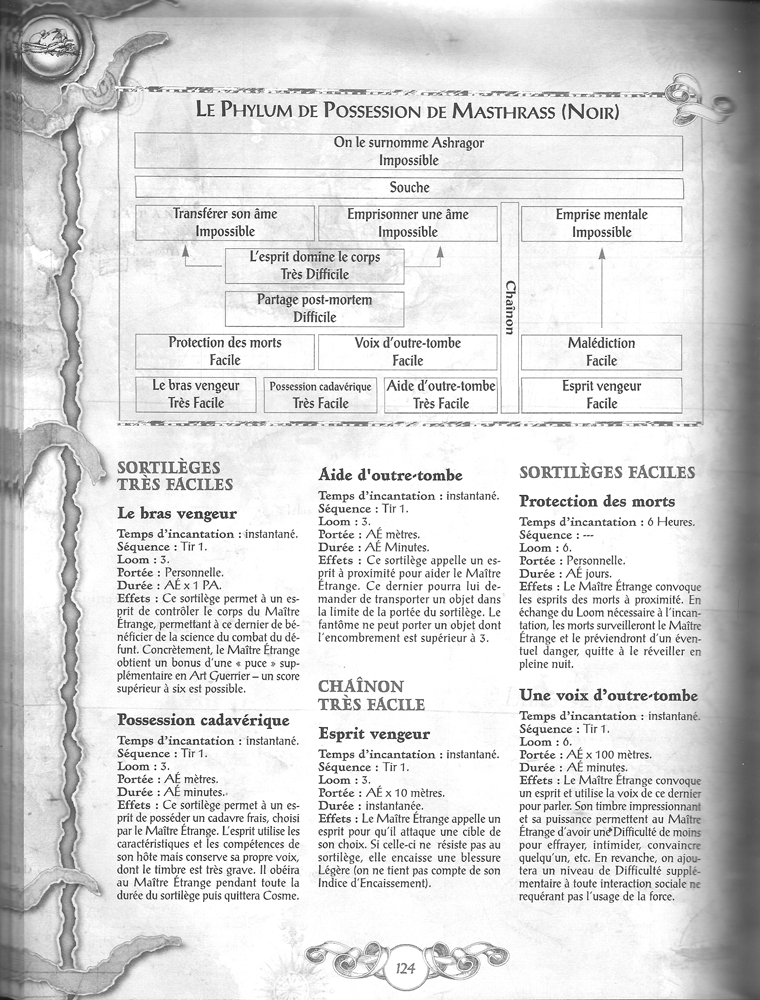 LE PHYLUM DE POSSESSION DE MASTHRASS (NOIR)
On le surnomme Ashragor
Impossible
Souche
Transférer son âme
Impossible
Emprisonner une âme
Impossible
Emprise mentale
Impossible
L'esprit domine le corps
Très Difficile
Partage post-mortem
Difficile
Chaînon
Protection des morts
Facile
Voix d'outre-tombe
Facile
Malédiction
Facile
Le bras vengeur
Très Facile
Possession cadavérique
Très Facile
Aide d'outre-tombe
Très Facile
Esprit vengeur
Facile
SORTILÈGES
TRÈS FACILES
Le bras vengeur
Temps d'incantation : instantané.
Séquence : Tir 1.
Loom : 3.
Portée : Personnelle.
Durée : AÉ x 1 PA.
Effets : Ce sortilège permet à un es-
prit de contrôler le corps du Maître
Étrange, permettant à ce dernier de bé-
néficier de la science du combat du dé-
funt. Concrètement, le Maître Étrange
obtient un bonus d'une « puce » sup-
plémentaire en Art Guerrier – un score
supérieur à six est possible.
Possession cadavérique
Temps d'incantation : instantané.
Séquence : Tir 1.
Loom : 3.
Portée : AÉ mètres.
Durée : AÉ minutes.
Effets : Ce sortilège permet à un es-
prit de posséder un cadavre frais, choisi
par le Maître Étrange. L'esprit utilise les
caractéristiques et les compétences de
son hôte mais conserve sa propre voix,
dont le timbre est très grave. Il obéira
au Maître Étrange pendant toute la
durée du sortilège puis quittera Cosme.
Aide d'outre-tombe
Temps d'incantation : instantané.
Séquence : Tir 1.
Loom : 3.
Portée : AÉ mètres.
Durée : AÉ Minutes.
Effets : Ce sortilège appelle un es-
prit à proximité pour aider le Maître
Étrange. Ce dernier pourra lui de-
mander de transporter un objet dans
la limite de la portée du sortilège. Le
fantôme ne peut porter un objet dont
l'encombrement est supérieur à 3.
CHAÎNON
TRÈS FACILE
Esprit vengeur
Temps d'incantation : instantané.
Séquence : Tir 1.
Loom : 3.
Portée : AÉ x 10 mètres.
Durée : instantanée.
Effets : Le Maître Étrange appelle un
esprit pour qu'il attaque une cible de
son choix. Si celle-ci ne résiste pas au
sortilège, elle encaisse une blessure
Légère (on ne tient pas compte de son
Indice d'Encaissement).
SORTILÈGES FACILES
Protection des morts
Temps d'incantation : 6 Heures.
Séquence : ---
Loom : 6.
Portée : Personnelle.
Durée : AÉ jours.
Effets : Le Maître Étrange convoque
les esprits des morts à proximité. En
échange du Loom nécessaire à l'incan-
tation, les morts surveilleront le Maître
Étrange et le préviendront d'un éven-
tuel danger, quitte à le réveiller en
pleine nuit.
Une voix d'outre-tombe
Temps d'incantation : instantané.
Séquence : Tir 1.
Loom : 6.
Portée : AÉ x 100 mètres.
Durée : AÉ minutes.
Effets : Le Maître Étrange convoque
un esprit et utilise la voix de ce dernier
pour parler. Son timbre impressionnant
et sa puissance permettent au Maître
Étrange d'avoir une Difficulté de moins
pour effrayer, intimider, convaincre
quelqu'un, etc. En revanche, on ajou-
tera un niveau de Difficulté supplé-
mentaire à toute interaction sociale ne
requérant pas l'usage de la force.
124